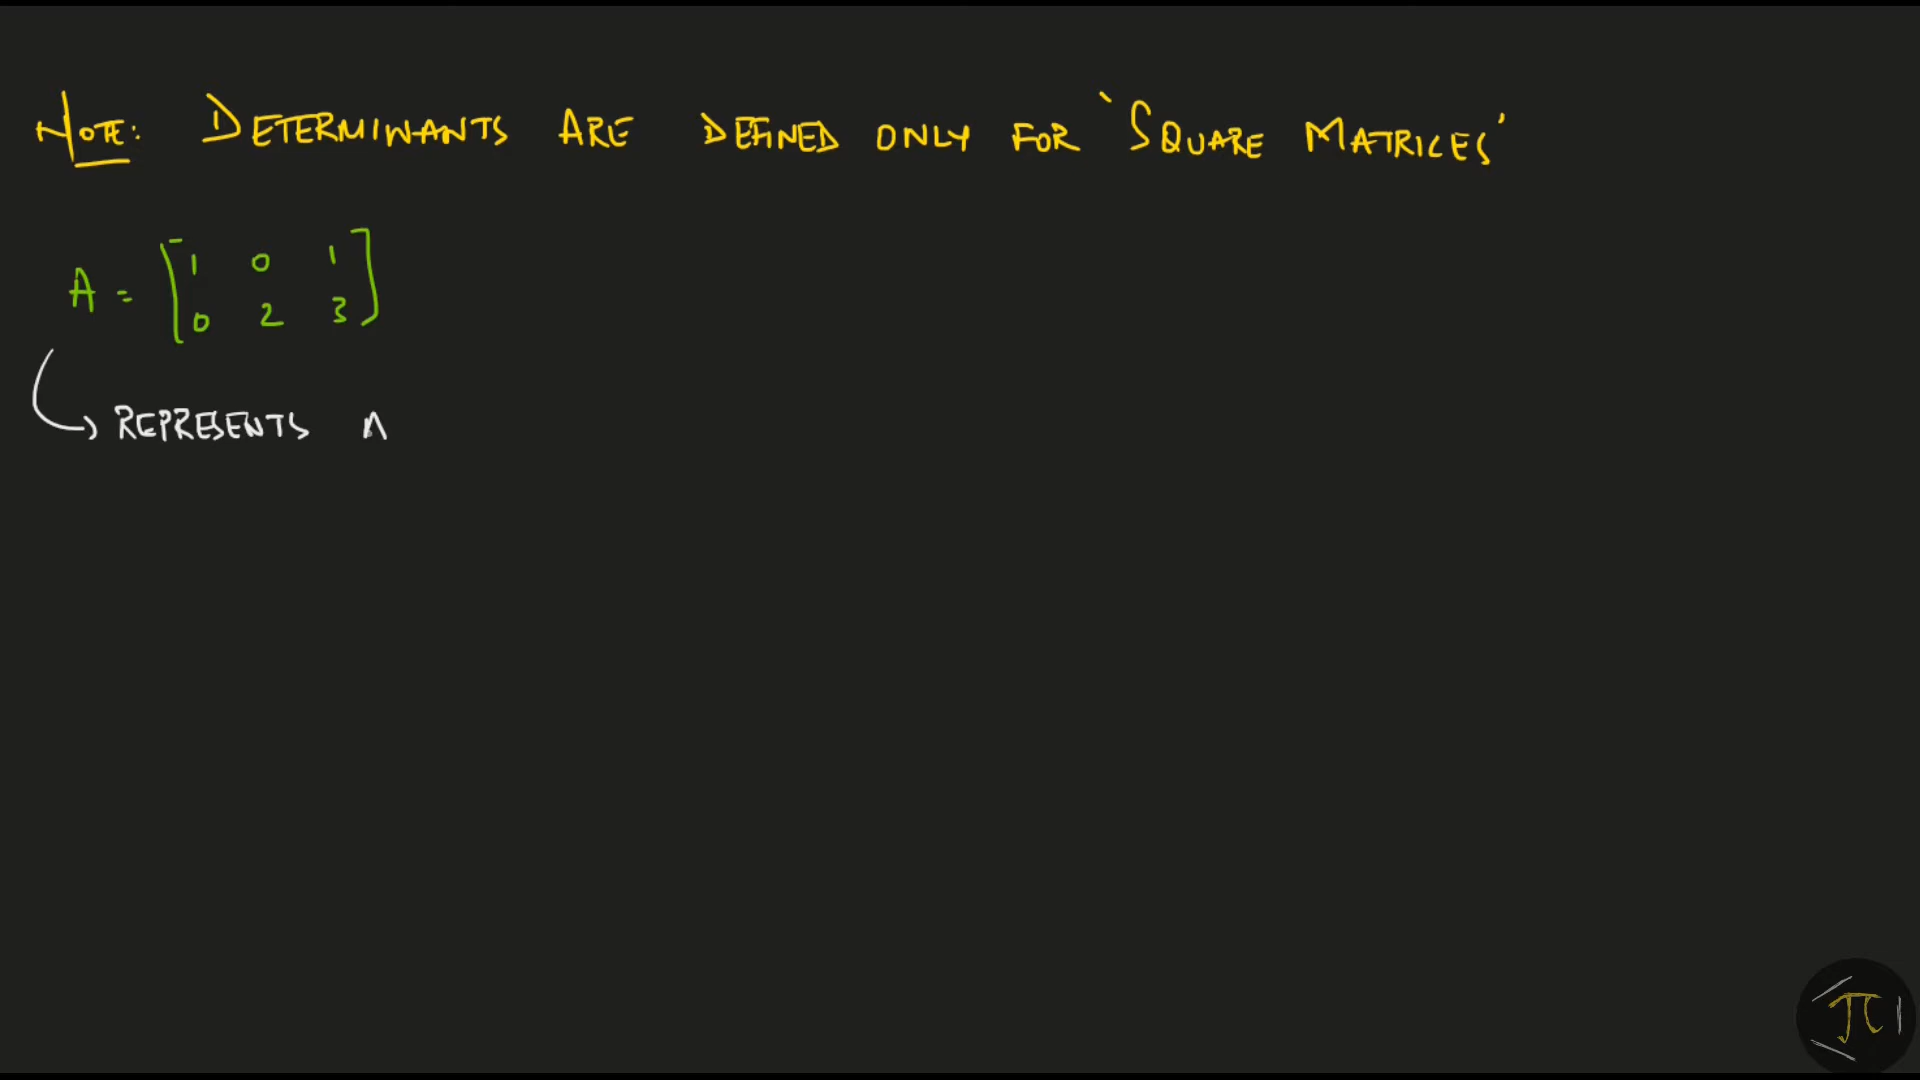 NOTE: DETERMINANTS ARE DEFINED ONLY FOR 'SQUARE MATRICES'
A = [1 0 1
0 2 3]
REPRESENTS A
π